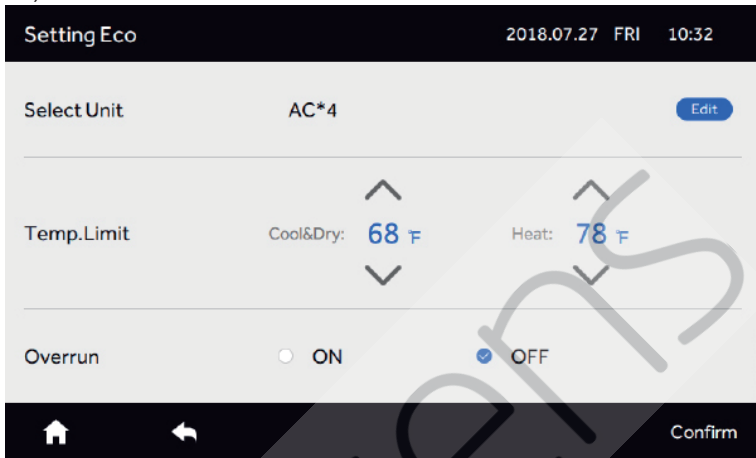 Setting Eco 2018.07.27 FRI 10:32
Select Unit AC*4 Edit
Temp.Limit Cool&Dry: 68 °F Heat: 78 °F
Overrun ON OFF
Confirm